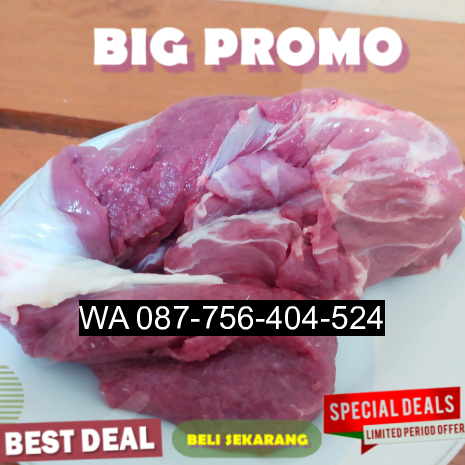 BIG PROMO
WA 087-756-404-524
SPECIAL DEALS
LIMITED PERIOD OFFER
BEST DEAL
BELI SEKARANG